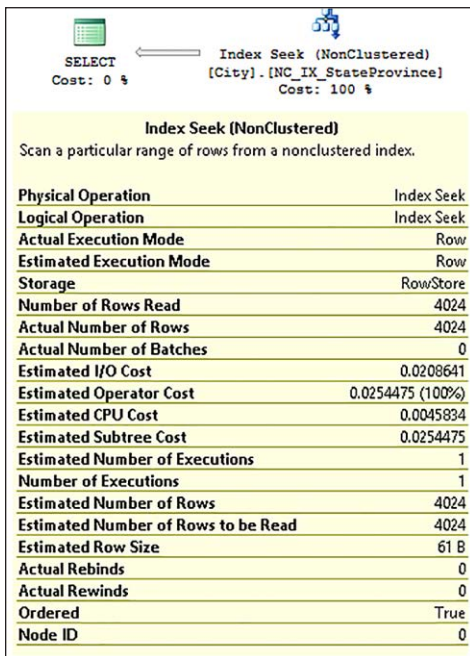 SELECT
Cost: 0 %
Index Seek (NonClustered)
[City].[NC_IX_StateProvince]
Cost: 100 %
Index Seek (NonClustered)
Scan a particular range of rows from a nonclustered index.
Physical Operation Index Seek
Logical Operation Index Seek
Actual Execution Mode Row
Estimated Execution Mode Row
Storage RowStore
Number of Rows Read 4024
Actual Number of Rows 4024
Actual Number of Batches 0
Estimated I/O Cost 0.0208641
Estimated Operator Cost 0.0254475 (100%)
Estimated CPU Cost 0.0045834
Estimated Subtree Cost 0.0254475
Estimated Number of Executions 1
Number of Executions 1
Estimated Number of Rows 4024
Estimated Number of Rows to be Read 4024
Estimated Row Size 61 B
Actual Rebinds 0
Actual Rewinds 0
Ordered True
Node ID 0